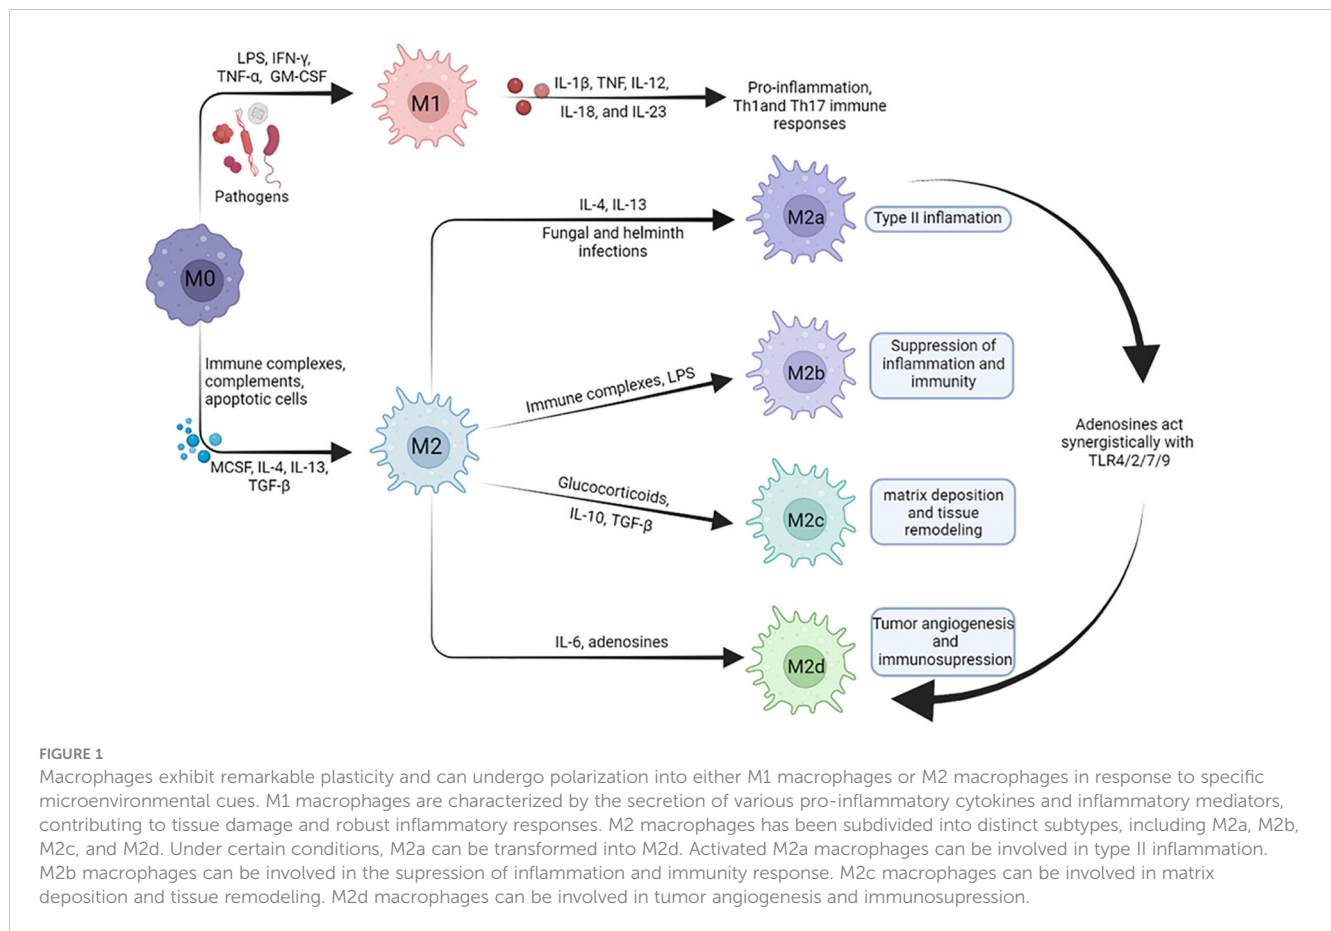 LPS, IFN-γ,
TNF-α, GM-CSF
Pathogens
M1
IL-1β, TNF, IL-12,
IL-18, and IL-23
Pro-inflammation,
Th1and Th17 immune
responses
M0
Immune complexes,
complements,
apoptotic cells
MCSF, IL-4, IL-13,
TGF-β
M2
IL-4, IL-13
Fungal and helminth
infections
M2a
Type II inflamation
Immune complexes, LPS
M2b
Suppression of
inflammation and
immunity
Glucocorticoids,
IL-10, TGF-β
M2c
matrix deposition
and tissue
remodeling
IL-6, adenosines
M2d
Tumor angiogenesis
and
immunosupression
Adenosines act
synergistically with
TLR4/2/7/9
FIGURE 1
Macrophages exhibit remarkable plasticity and can undergo polarization into either M1 macrophages or M2 macrophages in response to specific
microenvironmental cues. M1 macrophages are characterized by the secretion of various pro-inflammatory cytokines and inflammatory mediators,
contributing to tissue damage and robust inflammatory responses. M2 macrophages has been subdivided into distinct subtypes, including M2a, M2b,
M2c, and M2d. Under certain conditions, M2a can be transformed into M2d. Activated M2a macrophages can be involved in type II inflammation.
M2b macrophages can be involved in the supression of inflammation and immunity response. M2c macrophages can be involved in matrix
deposition and tissue remodeling. M2d macrophages can be involved in tumor angiogenesis and immunosupression.